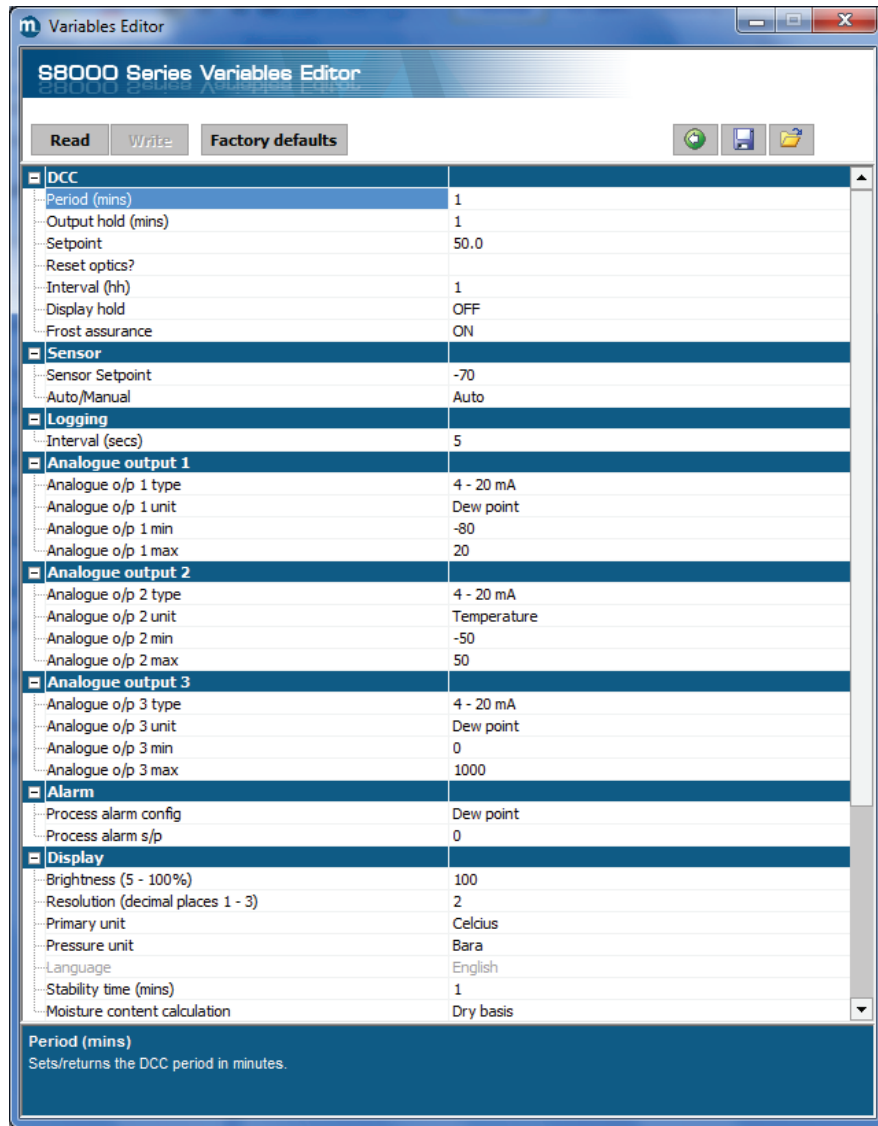 m Variables Editor
S8000 Series Variables Editor
Read Write Factory defaults
DCC
Period (mins) 1
Output hold (mins) 1
Setpoint 50.0
Reset optics?
Interval (hh) 1
Display hold OFF
Frost assurance ON
Sensor
Sensor Setpoint -70
Auto/Manual Auto
Logging
Interval (secs) 5
Analogue output 1
Analogue o/p 1 type 4 - 20 mA
Analogue o/p 1 unit Dew point
Analogue o/p 1 min -80
Analogue o/p 1 max 20
Analogue output 2
Analogue o/p 2 type 4 - 20 mA
Analogue o/p 2 unit Temperature
Analogue o/p 2 min -50
Analogue o/p 2 max 50
Analogue output 3
Analogue o/p 3 type 4 - 20 mA
Analogue o/p 3 unit Dew point
Analogue o/p 3 min 0
Analogue o/p 3 max 1000
Alarm
Process alarm config Dew point
Process alarm s/p 0
Display
Brightness (5 - 100%) 100
Resolution (decimal places 1 - 3) 2
Primary unit Celcius
Pressure unit Bara
Language English
Stability time (mins) 1
Moisture content calculation Dry basis
Period (mins)
Sets/returns the DCC period in minutes.